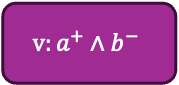 v: a⁺ ∧ b⁻